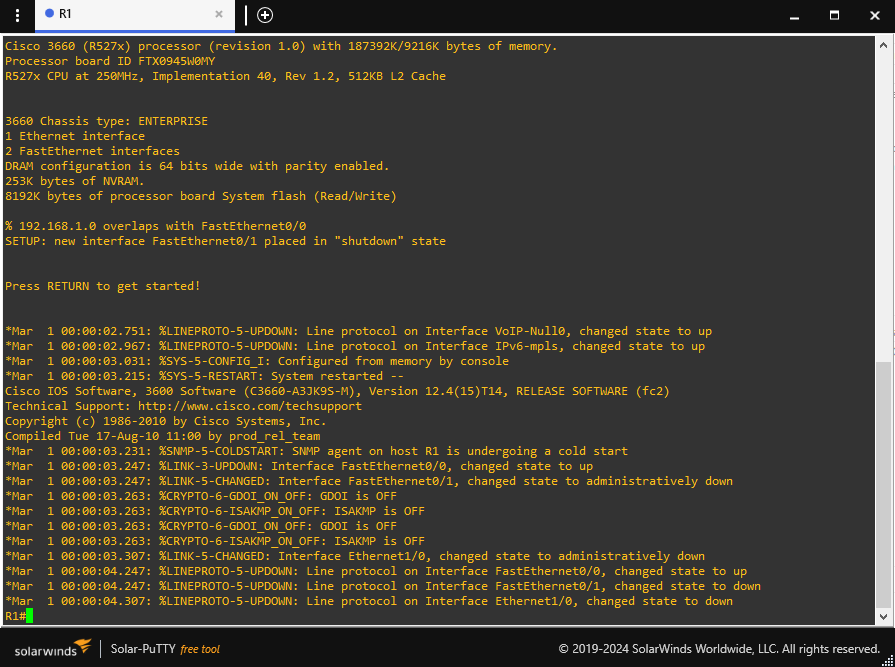 R1
Cisco 3660 (R527x) processor (revision 1.0) with 187392K/9216K bytes of memory.
Processor board ID FTX0945W0MY
R527x CPU at 250MHz, Implementation 40, Rev 1.2, 512KB L2 Cache
3660 Chassis type: ENTERPRISE
1 Ethernet interface
2 FastEthernet interfaces
DRAM configuration is 64 bits wide with parity enabled.
253K bytes of NVRAM.
8192K bytes of processor board System flash (Read/Write)
% 192.168.1.0 overlaps with FastEthernet0/0
SETUP: new interface FastEthernet0/1 placed in "shutdown" state
Press RETURN to get started!
*Mar  1 00:00:02.751: %LINEPROTO-5-UPDOWN: Line protocol on Interface VoIP-Null0, changed state to up
*Mar  1 00:00:02.967: %LINEPROTO-5-UPDOWN: Line protocol on Interface IPv6-mpls, changed state to up
*Mar  1 00:00:03.031: %SYS-5-CONFIG_I: Configured from memory by console
*Mar  1 00:00:03.215: %SYS-5-RESTART: System restarted --
Cisco IOS Software, 3600 Software (C3660-A3JK9S-M), Version 12.4(15)T14, RELEASE SOFTWARE (fc2)
Technical Support: http://www.cisco.com/techsupport
Copyright (c) 1986-2010 by Cisco Systems, Inc.
Compiled Tue 17-Aug-10 11:00 by prod_rel_team
*Mar  1 00:00:03.231: %SNMP-5-COLDSTART: SNMP agent on host R1 is undergoing a cold start
*Mar  1 00:00:03.247: %LINK-3-UPDOWN: Interface FastEthernet0/0, changed state to up
*Mar  1 00:00:03.247: %LINK-5-CHANGED: Interface FastEthernet0/1, changed state to administratively down
*Mar  1 00:00:03.263: %CRYPTO-6-GDOI_ON_OFF: GDOI is OFF
*Mar  1 00:00:03.263: %CRYPTO-6-ISAKMP_ON_OFF: ISAKMP is OFF
*Mar  1 00:00:03.263: %CRYPTO-6-GDOI_ON_OFF: GDOI is OFF
*Mar  1 00:00:03.263: %CRYPTO-6-ISAKMP_ON_OFF: ISAKMP is OFF
*Mar  1 00:00:03.307: %LINK-5-CHANGED: Interface Ethernet1/0, changed state to administratively down
*Mar  1 00:00:04.247: %LINEPROTO-5-UPDOWN: Line protocol on Interface FastEthernet0/0, changed state to up
*Mar  1 00:00:04.247: %LINEPROTO-5-UPDOWN: Line protocol on Interface FastEthernet0/1, changed state to down
*Mar  1 00:00:04.307: %LINEPROTO-5-UPDOWN: Line protocol on Interface Ethernet1/0, changed state to down
R1#
solarwinds Solar-PuTTY free tool © 2019-2024 SolarWinds Worldwide, LLC. All rights reserved.